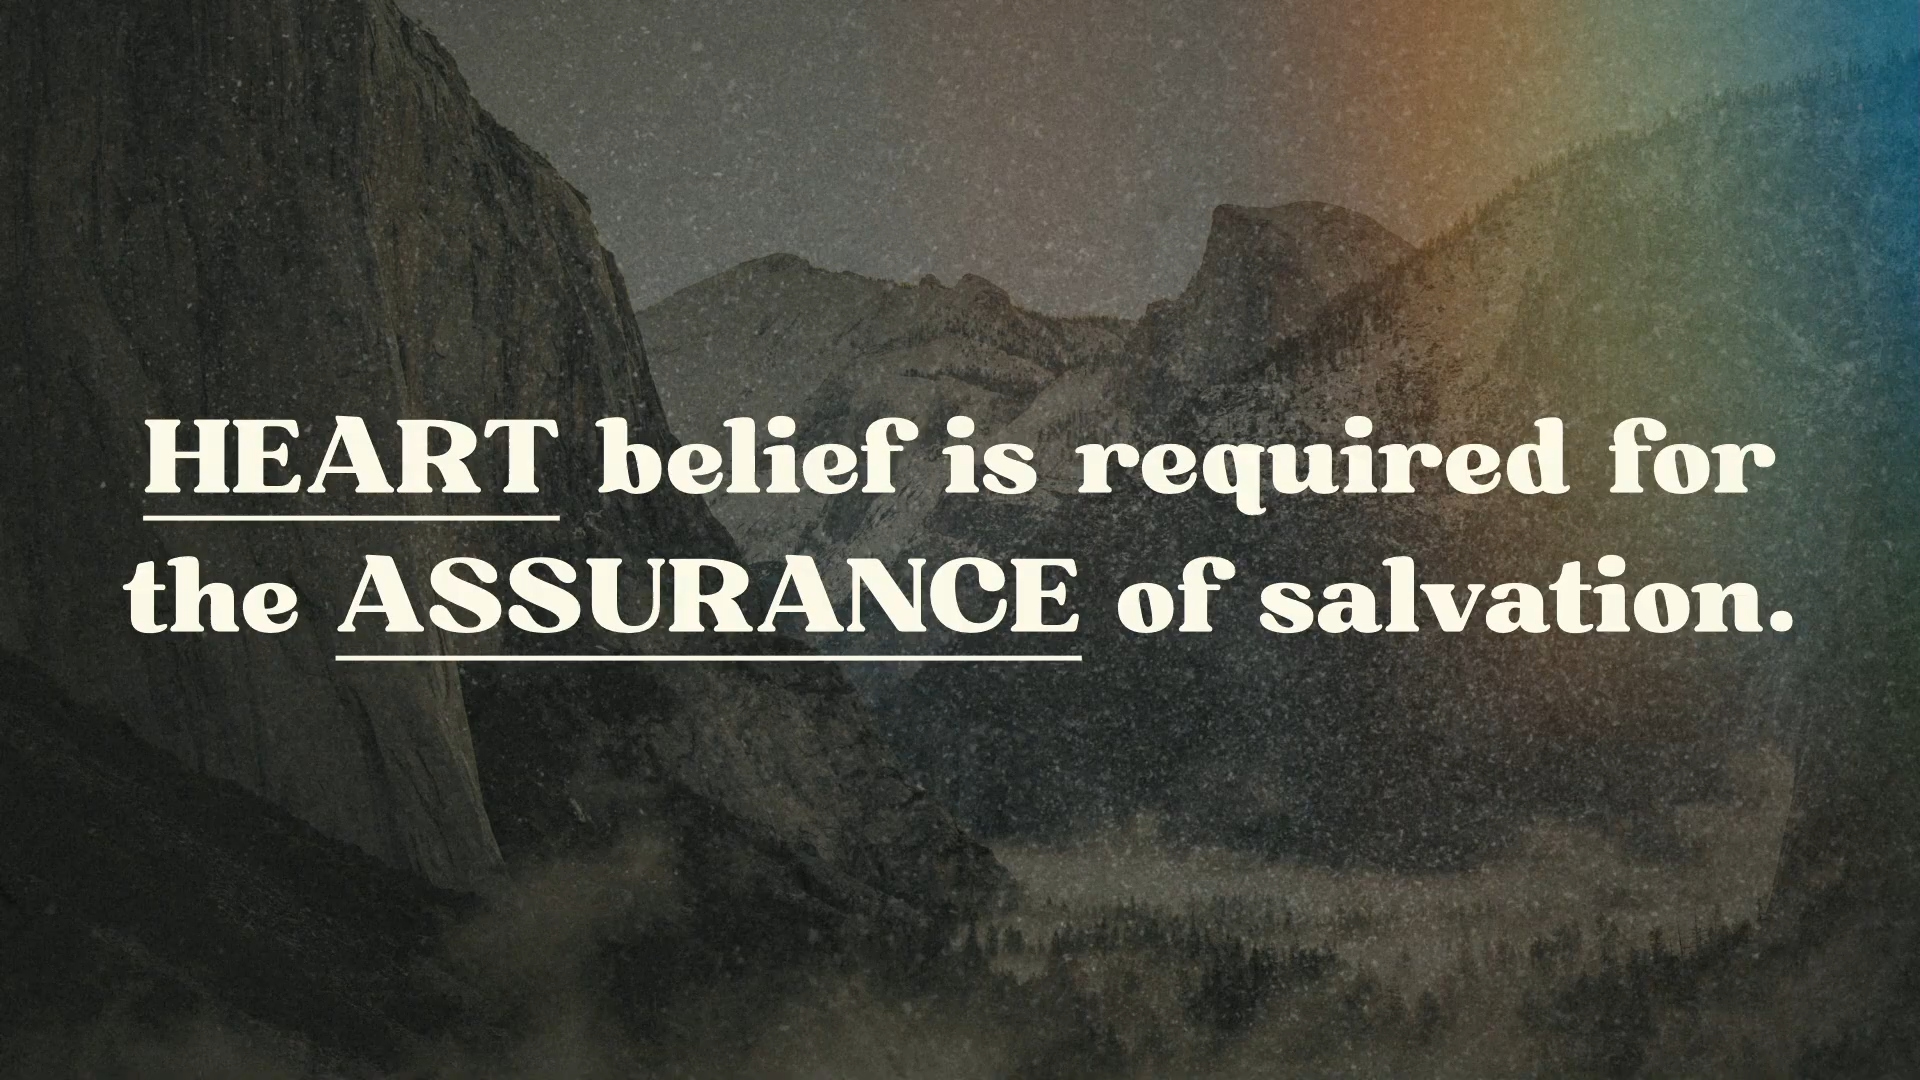 HEART belief is required for
the ASSURANCE of salvation.